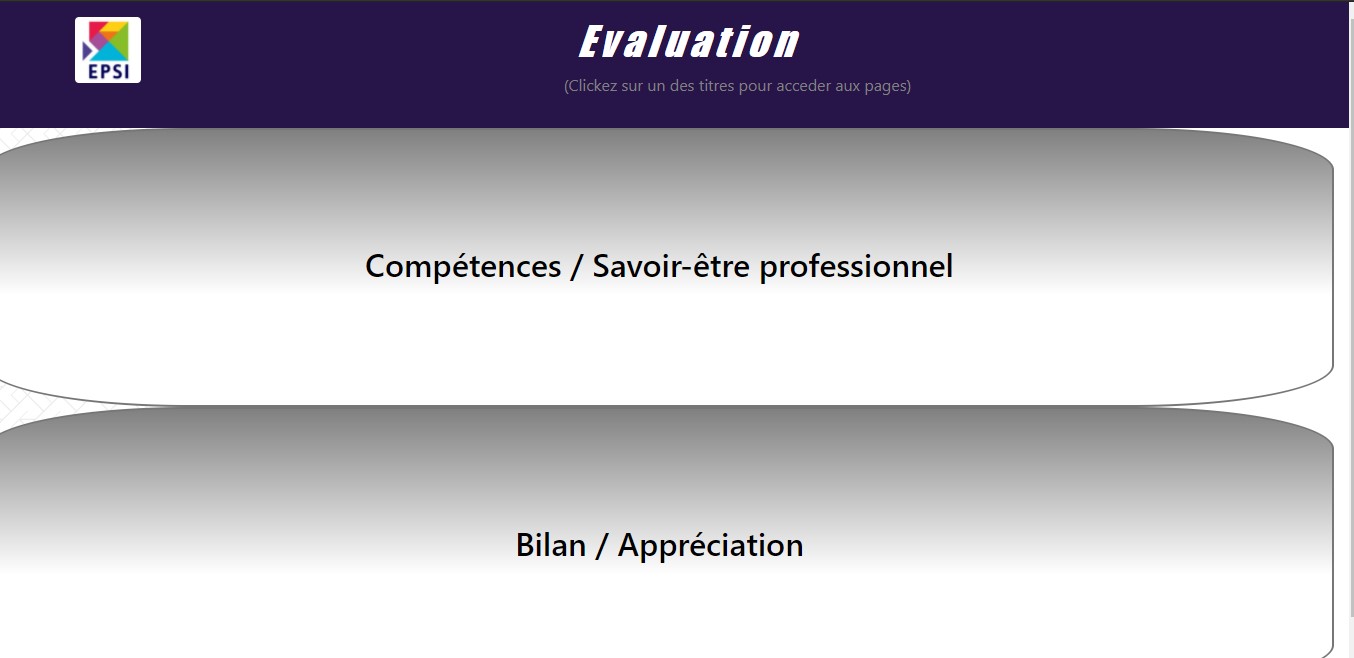 EPSI
Evaluation
(Clickez sur un des titres pour acceder aux pages)
Compétences / Savoir-être professionnel
Bilan / Appréciation